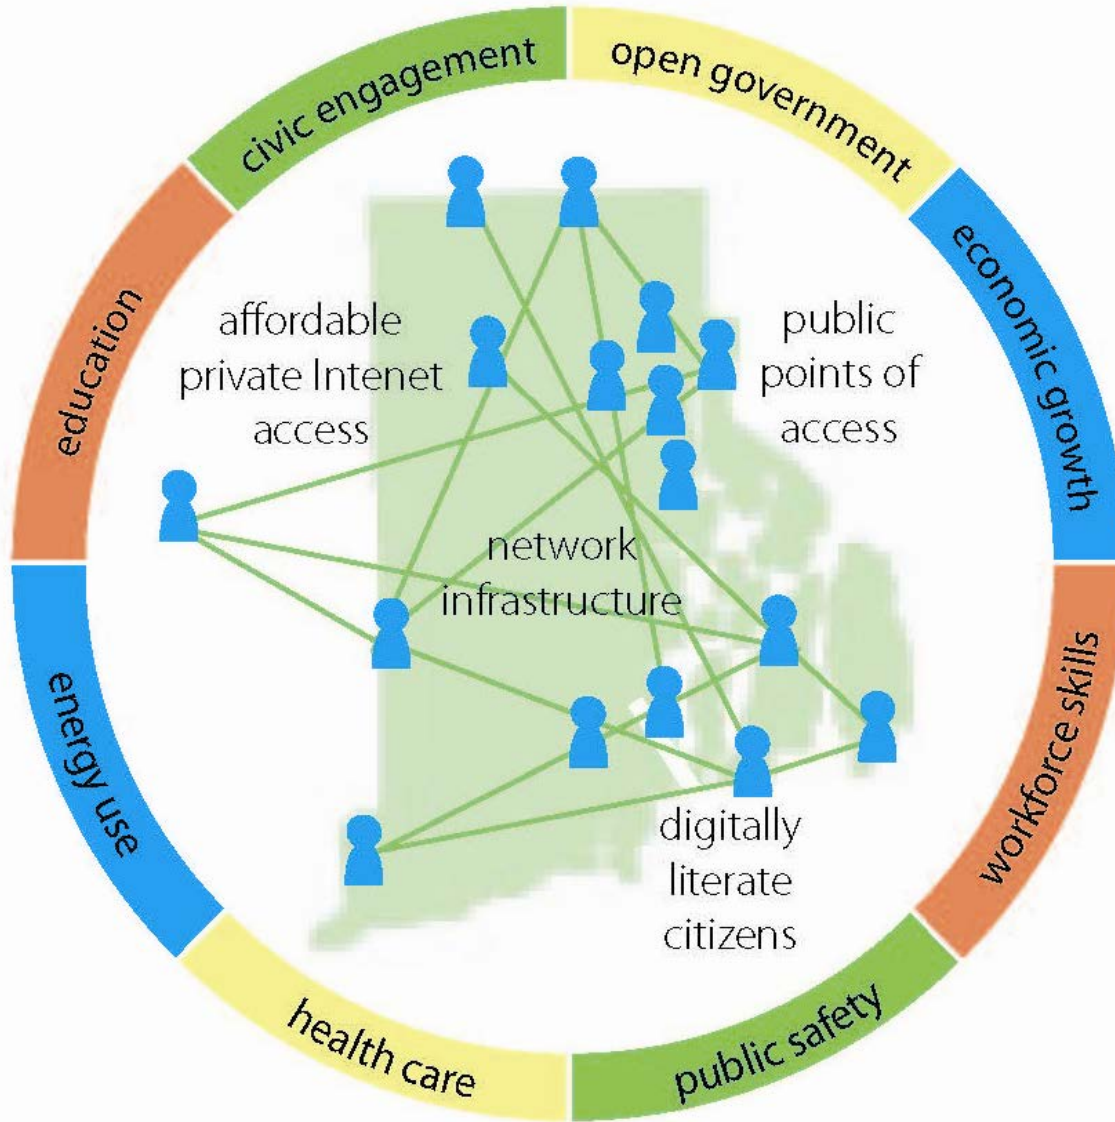 civic engagement
open government
economic growth
workforce skills
public safety
health care
energy use
education
affordable
private Intenet
access
public
points of
access
network
infrastructure
digitally
literate
citizens